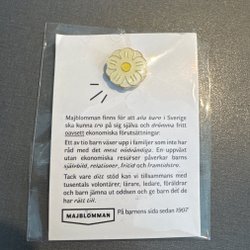 Majblomman finns för att alla barn i Sverige
ska kunna tro på sig själva och drömma fritt
oavsett ekonomiska förutsättningar.
Ett av tio barn växer upp i familjer som inte har
råd med det mest nödvändiga. En uppväxt
utan ekonomiska resurser påverkar barns
självbild, relationer, fritid och framtidstro.
Tack vare ditt stöd kan vi tillsammans med
tusentals volontärer, lärare, ledare, föräldrar
och barn jämna ut oddsen och ge barn det de
har rätt till.
MAJBLOMMAN
På barnens sida sedan 1907